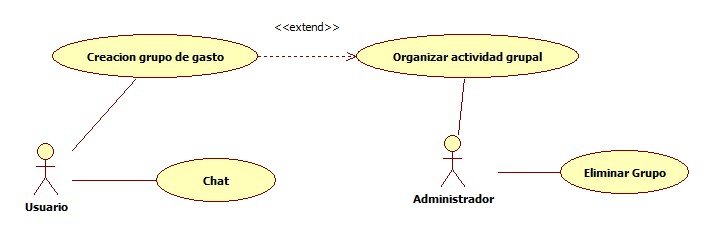 <<extend>>
Creacion grupo de gasto
Organizar actividad grupal
Chat
Eliminar Grupo
Usuario
Administrador